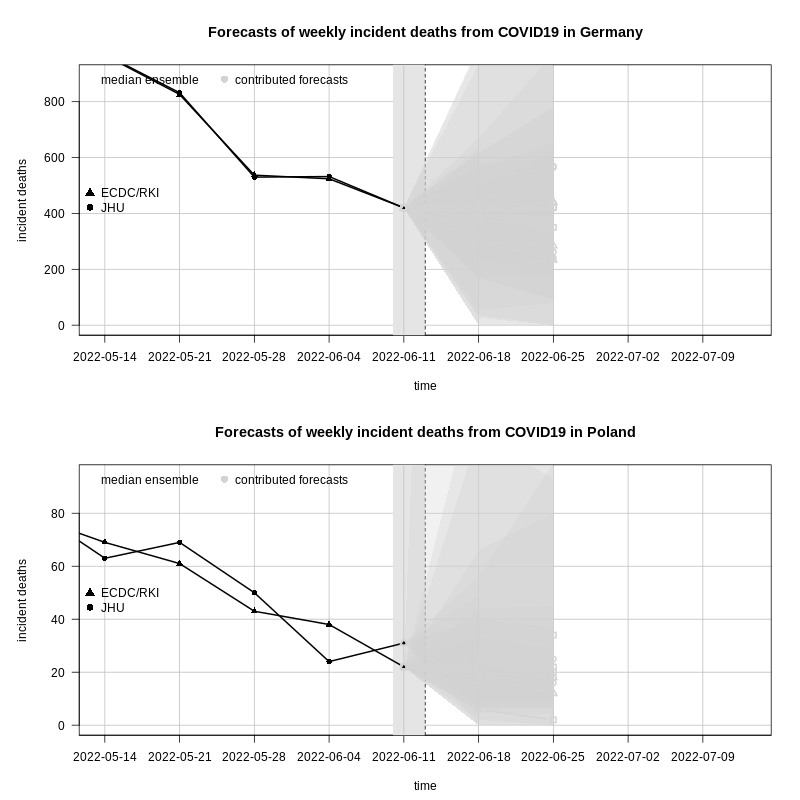 Forecasts of weekly incident deaths from COVID19 in Germany
median ensemble contributed forecasts
800
600
400
200
0
incident deaths
ECDC/RKI
JHU
2022-05-14 2022-05-21 2022-05-28 2022-06-04 2022-06-11 2022-06-18 2022-06-25 2022-07-02 2022-07-09
time
Forecasts of weekly incident deaths from COVID19 in Poland
median ensemble contributed forecasts
80
60
40
20
0
incident deaths
ECDC/RKI
JHU
2022-05-14 2022-05-21 2022-05-28 2022-06-04 2022-06-11 2022-06-18 2022-06-25 2022-07-02 2022-07-09
time